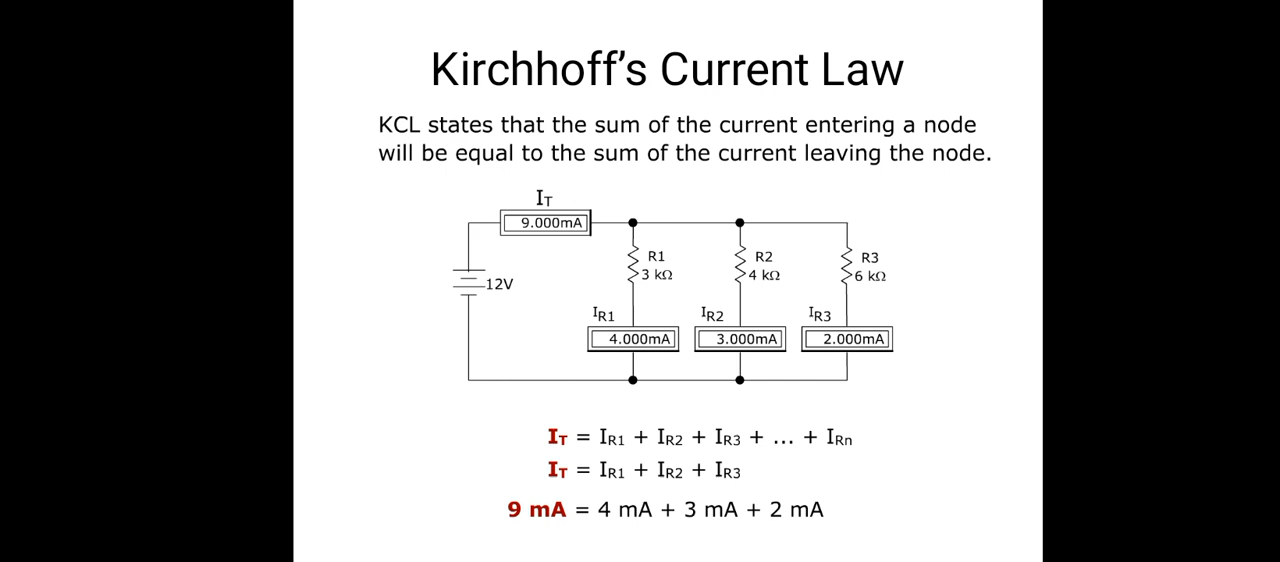 Kirchhoff's Current Law
KCL states that the sum of the current entering a node
will be equal to the sum of the current leaving the node.
IT
9.000mA
12V
R1
3 kΩ
R2
4 kΩ
R3
6 kΩ
IR1
4.000mA
IR2
3.000mA
IR3
2.000mA
IT = IR1 + IR2 + IR3 + ... + IRn
IT = IR1 + IR2 + IR3
9 mA = 4 mA + 3 mA + 2 mA